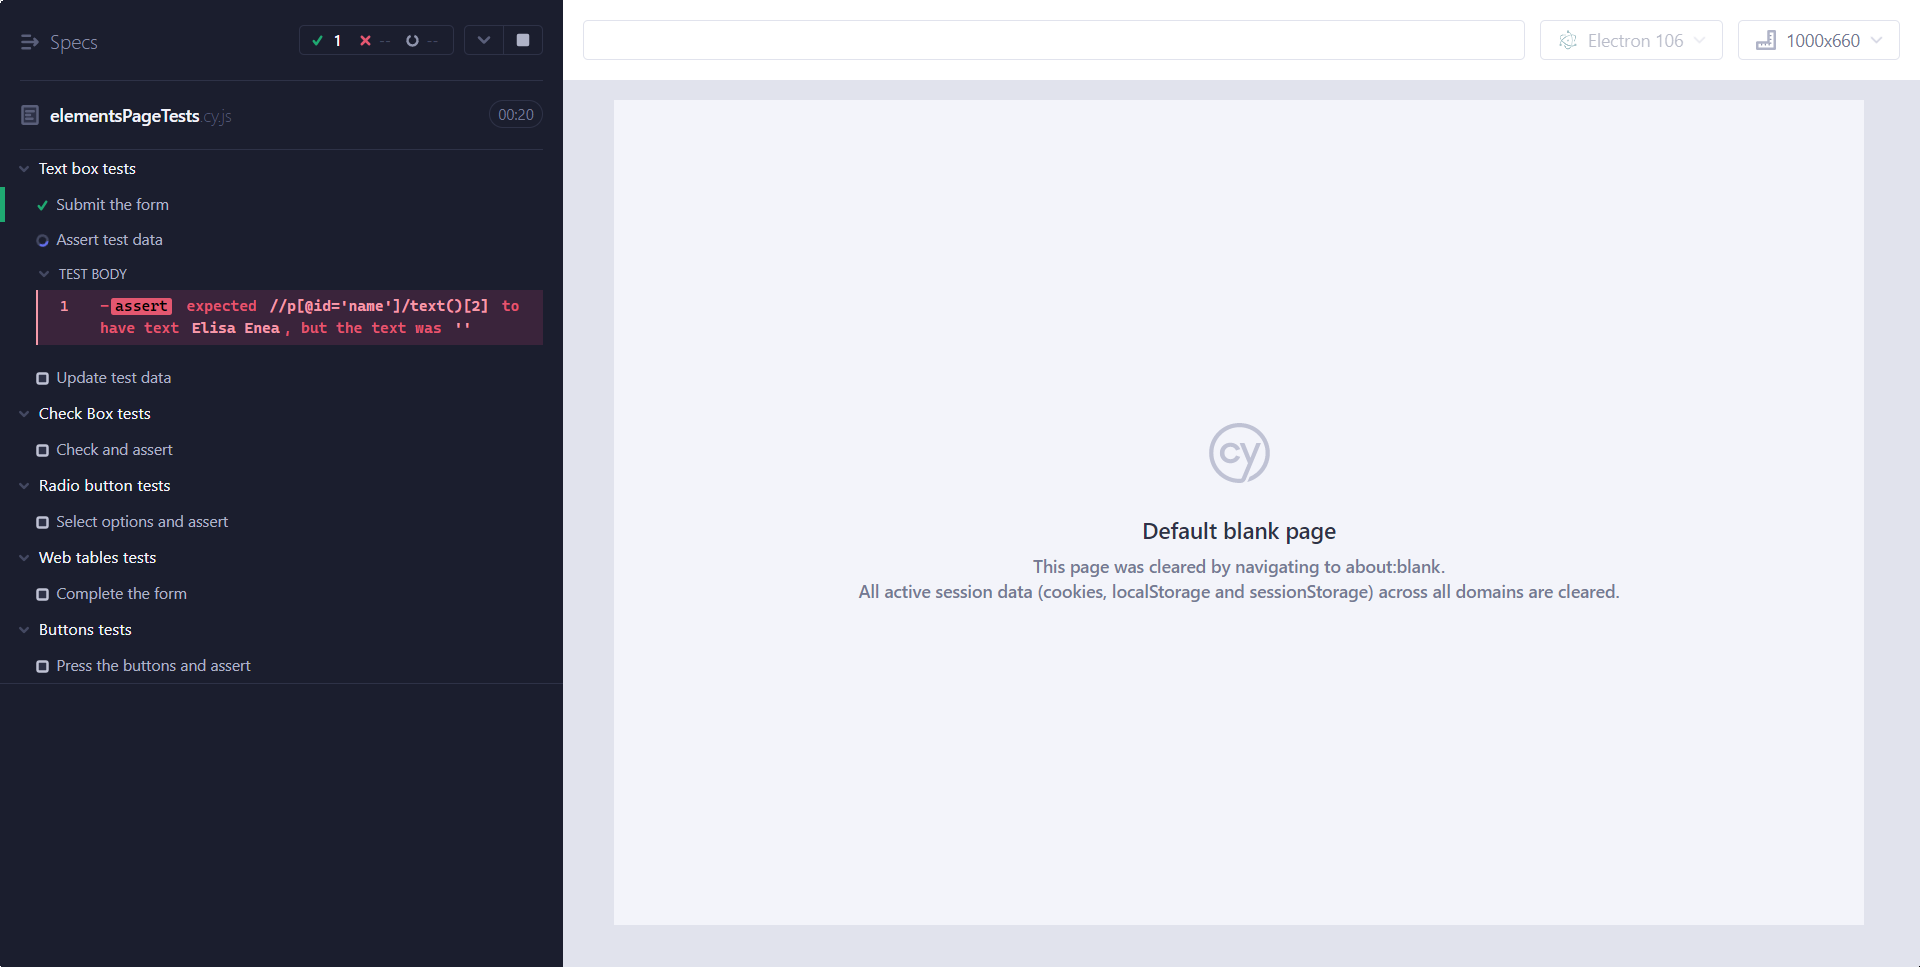 Specs
1 -- --
elementsPageTests.cy.js
00:20
Text box tests
Submit the form
Assert test data
TEST BODY
1 -assert expected //p[@id='name']/text()[2] to
have text Elisa Enea, but the text was ''
Update test data
Check Box tests
Check and assert
Radio button tests
Select options and assert
Web tables tests
Complete the form
Buttons tests
Press the buttons and assert
Electron 106
1000x660
cy
Default blank page
This page was cleared by navigating to about:blank.
All active session data (cookies, localStorage and sessionStorage) across all domains are cleared.